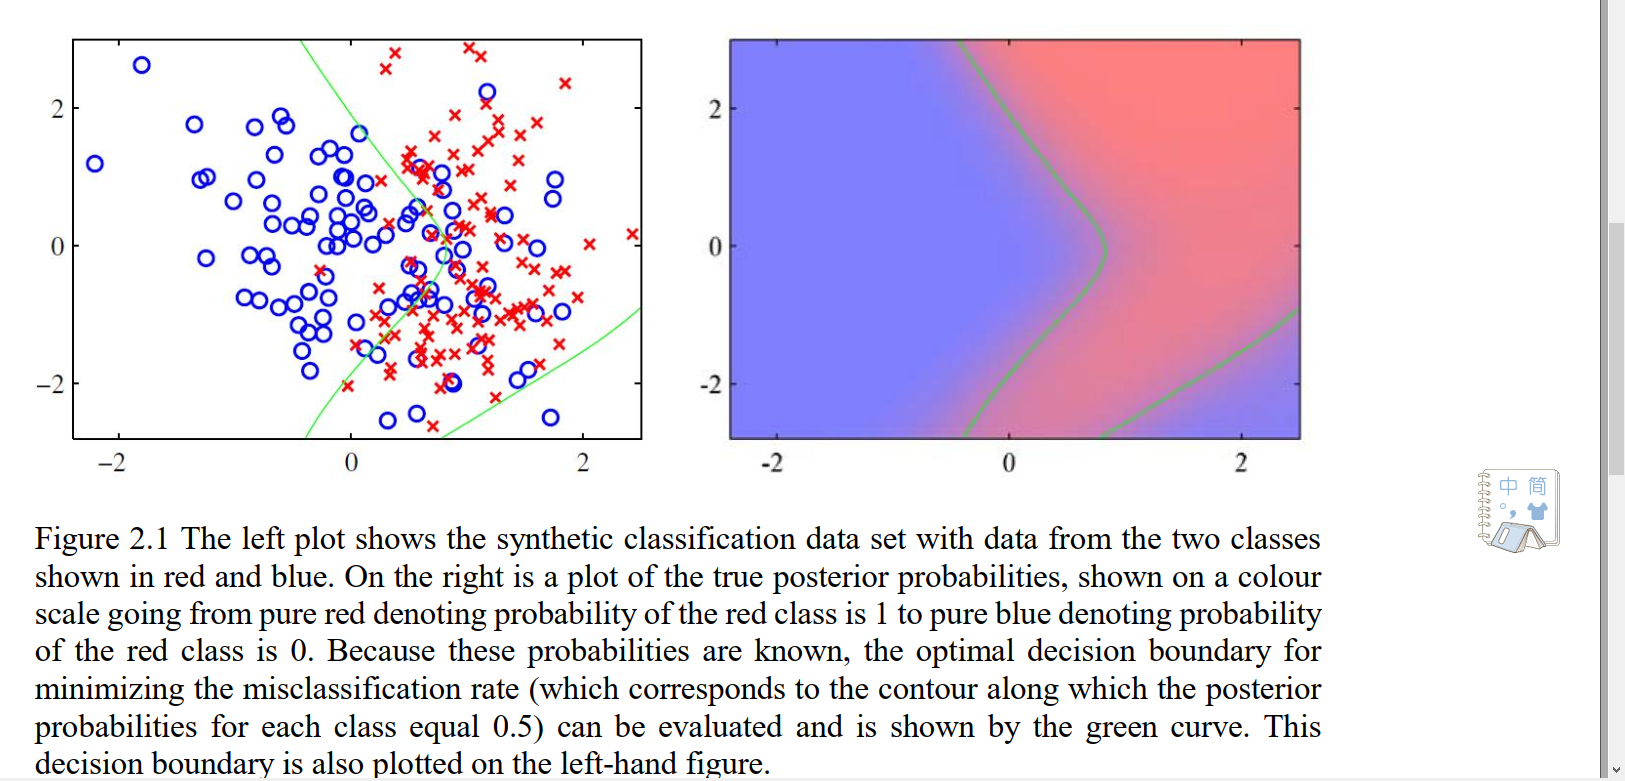 2
0
−2
−2
0
2
2
0
-2
-2
0
2
中 简
Figure 2.1 The left plot shows the synthetic classification data set with data from the two classes
shown in red and blue. On the right is a plot of the true posterior probabilities, shown on a colour
scale going from pure red denoting probability of the red class is 1 to pure blue denoting probability
of the red class is 0. Because these probabilities are known, the optimal decision boundary for
minimizing the misclassification rate (which corresponds to the contour along which the posterior
probabilities for each class equal 0.5) can be evaluated and is shown by the green curve. This
decision boundary is also plotted on the left-hand figure.